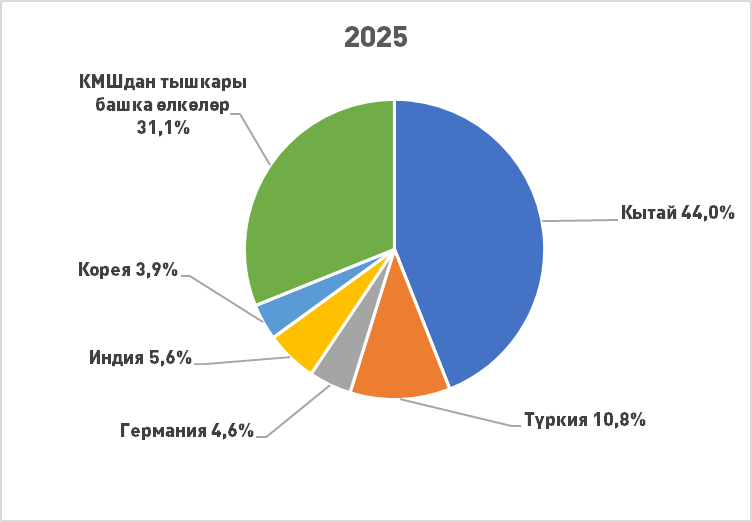 2025
КМШдан тышкары
башка өлкөлөр
31,1%
Кытай 44,0%
Корея 3,9%
Индия 5,6%
Германия 4,6%
Түркия 10,8%